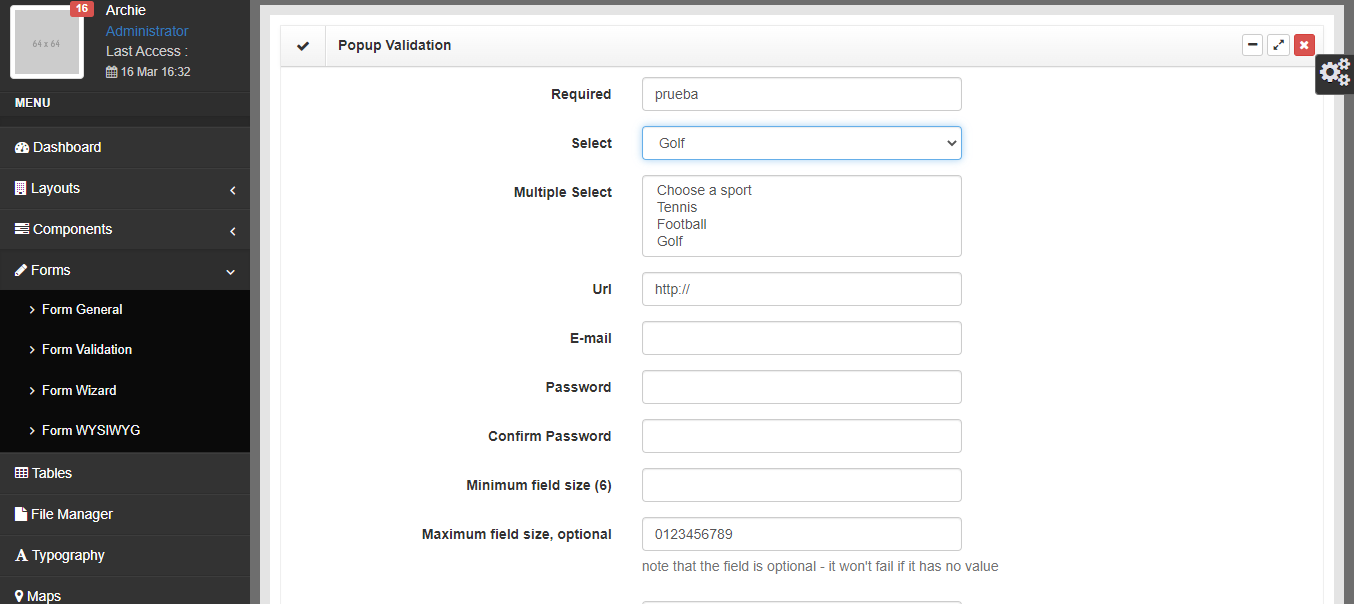 16
Archie
Administrator
Last Access :
16 Mar 16:32
64 x 64
MENU
Dashboard
Layouts
Components
Forms
Form General
Form Validation
Form Wizard
Form WYSIWYG
Tables
File Manager
Typography
Maps
Popup Validation
Required
prueba
Select
Golf
Multiple Select
Choose a sport
Tennis
Football
Golf
Url
http://
E-mail
Password
Confirm Password
Minimum field size (6)
Maximum field size, optional
0123456789
note that the field is optional - it won't fail if it has no value